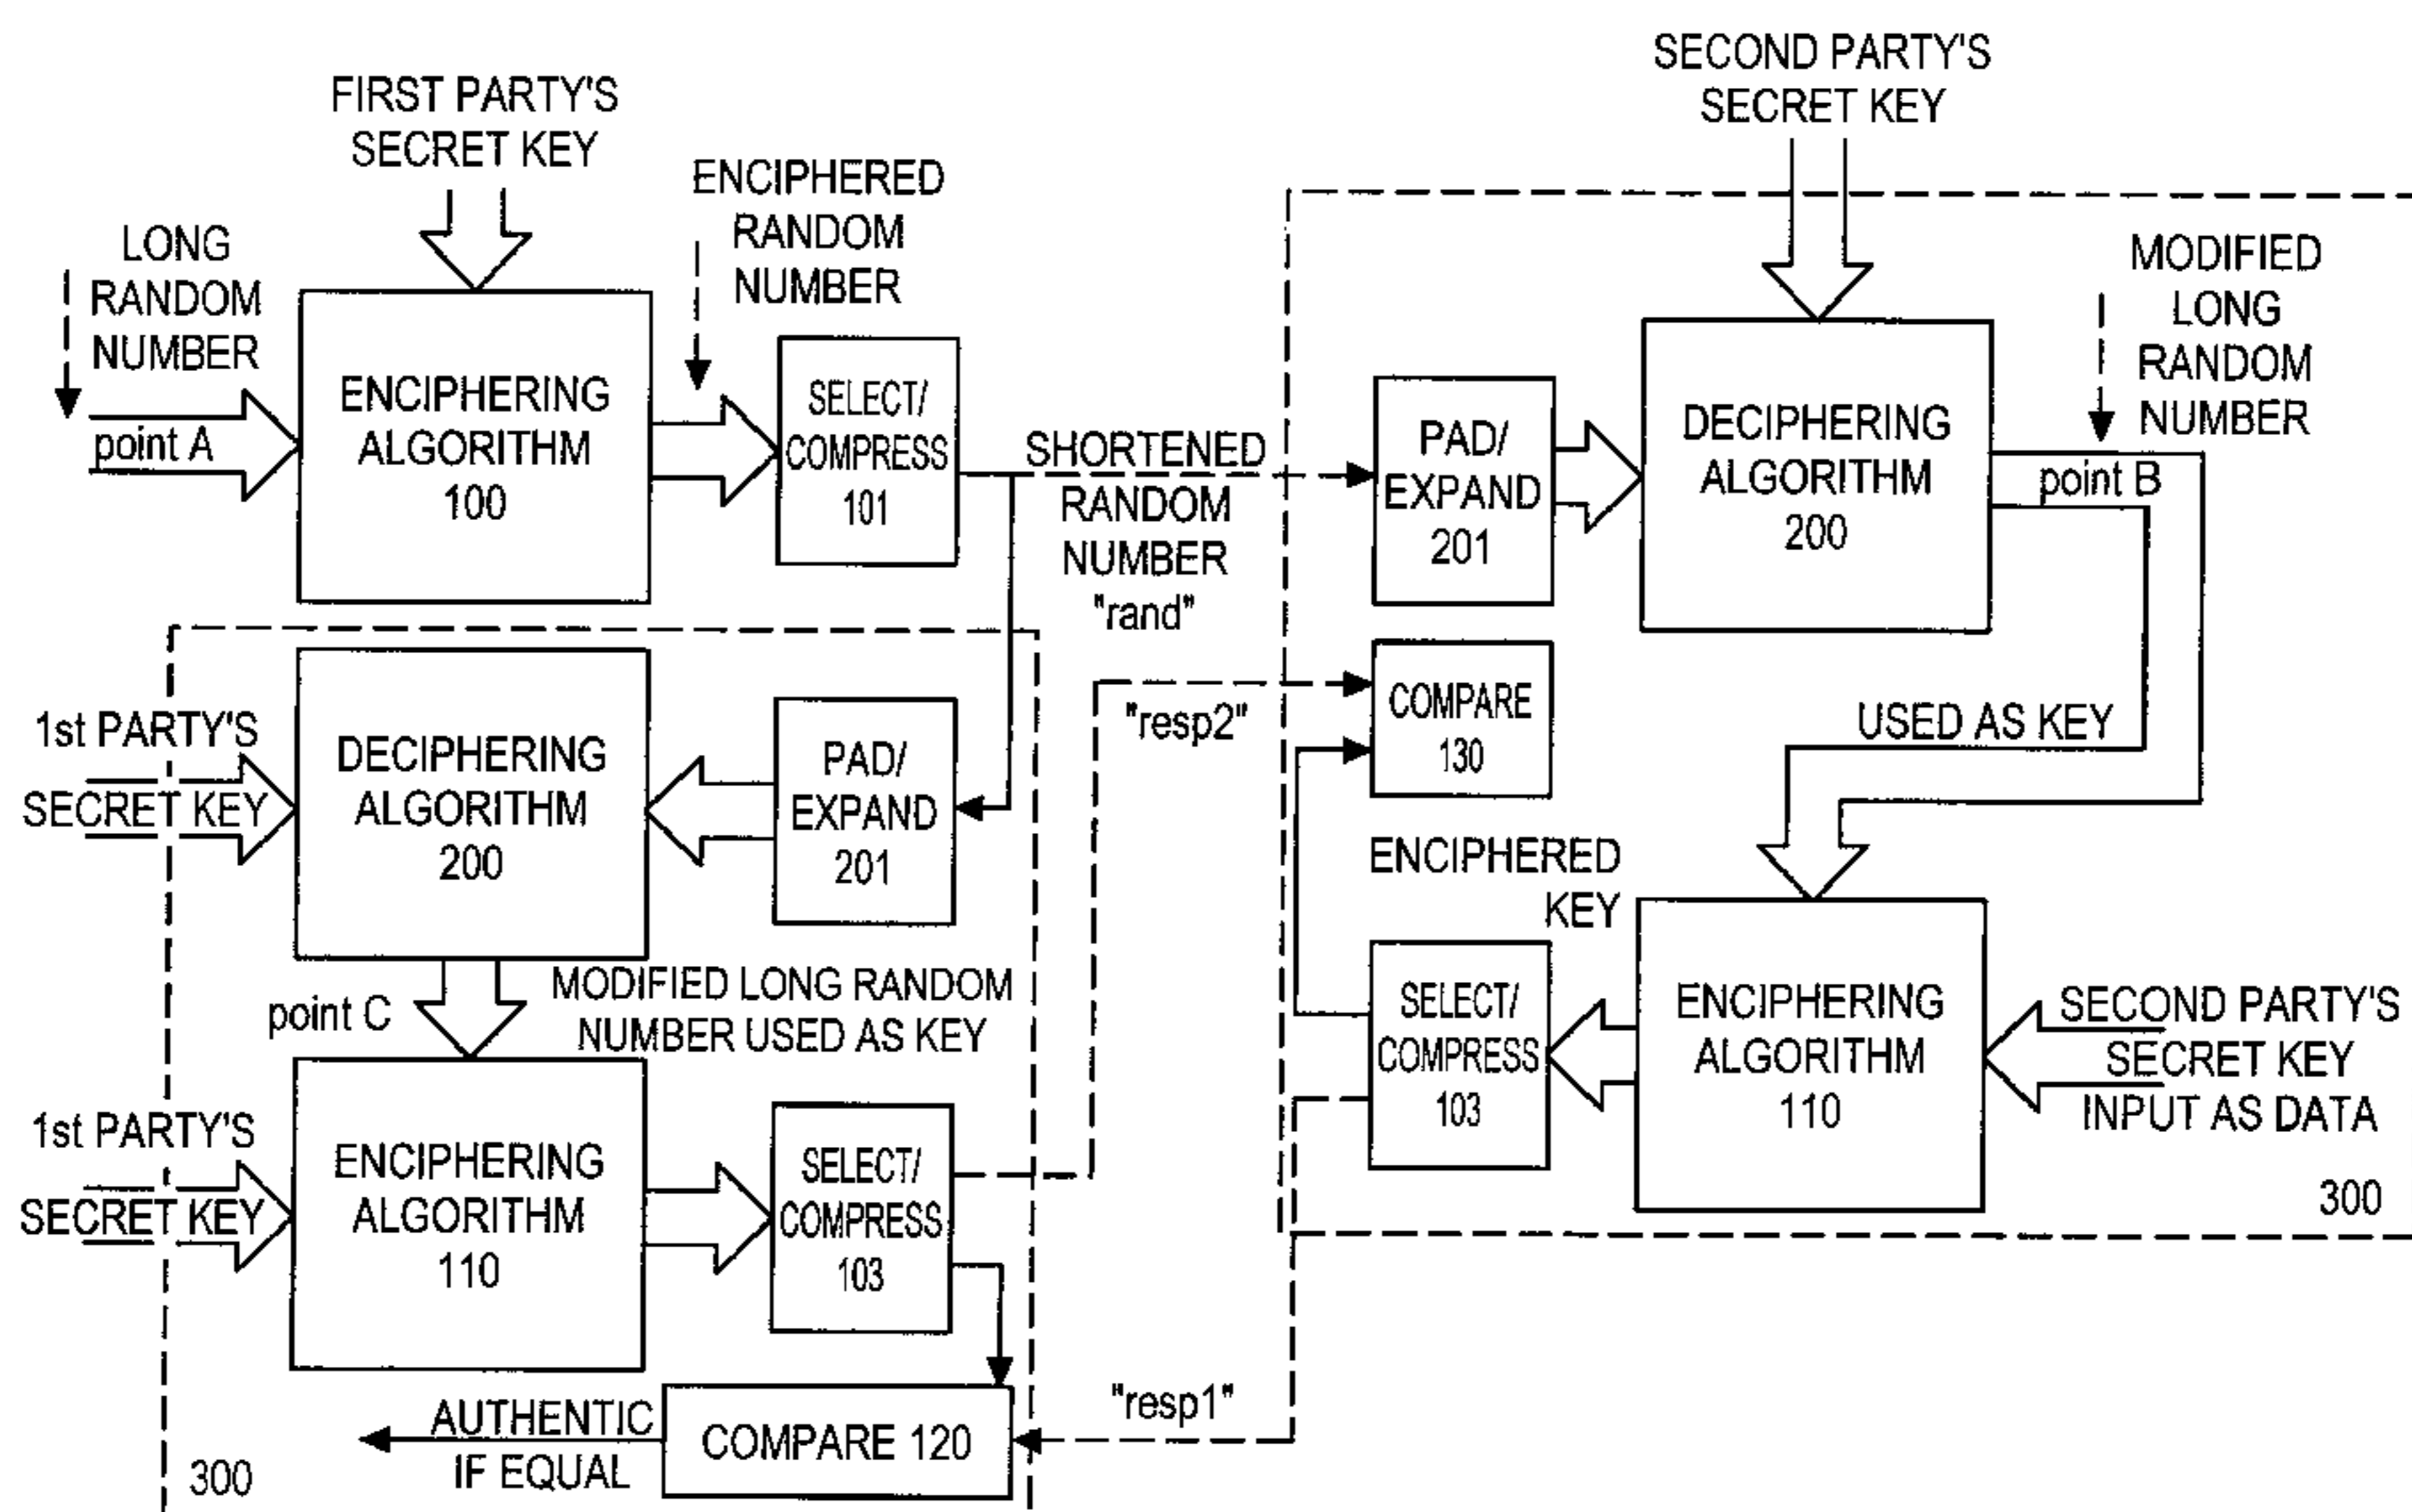 FIRST PARTY'S
SECRET KEY
LONG
RANDOM
NUMBER
point A
ENCIPHERING
ALGORITHM
100
ENCIPHERED
RANDOM
NUMBER
SELECT/
COMPRESS
101
SHORTENED
RANDOM
NUMBER
"rand"
SECOND PARTY'S
SECRET KEY
PAD/
EXPAND
201
DECIPHERING
ALGORITHM
200
MODIFIED
LONG
RANDOM
NUMBER
point B
USED AS KEY
1st PARTY'S
SECRET KEY
DECIPHERING
ALGORITHM
200
PAD/
EXPAND
201
"resp2"
COMPARE
130
point C
MODIFIED LONG RANDOM
NUMBER USED AS KEY
ENCIPHERED
KEY
SELECT/
COMPRESS
103
ENCIPHERING
ALGORITHM
110
SECOND PARTY'S
SECRET KEY
INPUT AS DATA
300
1st PARTY'S
SECRET KEY
ENCIPHERING
ALGORITHM
110
SELECT/
COMPRESS
103
"resp1"
COMPARE 120
AUTHENTIC
IF EQUAL
300